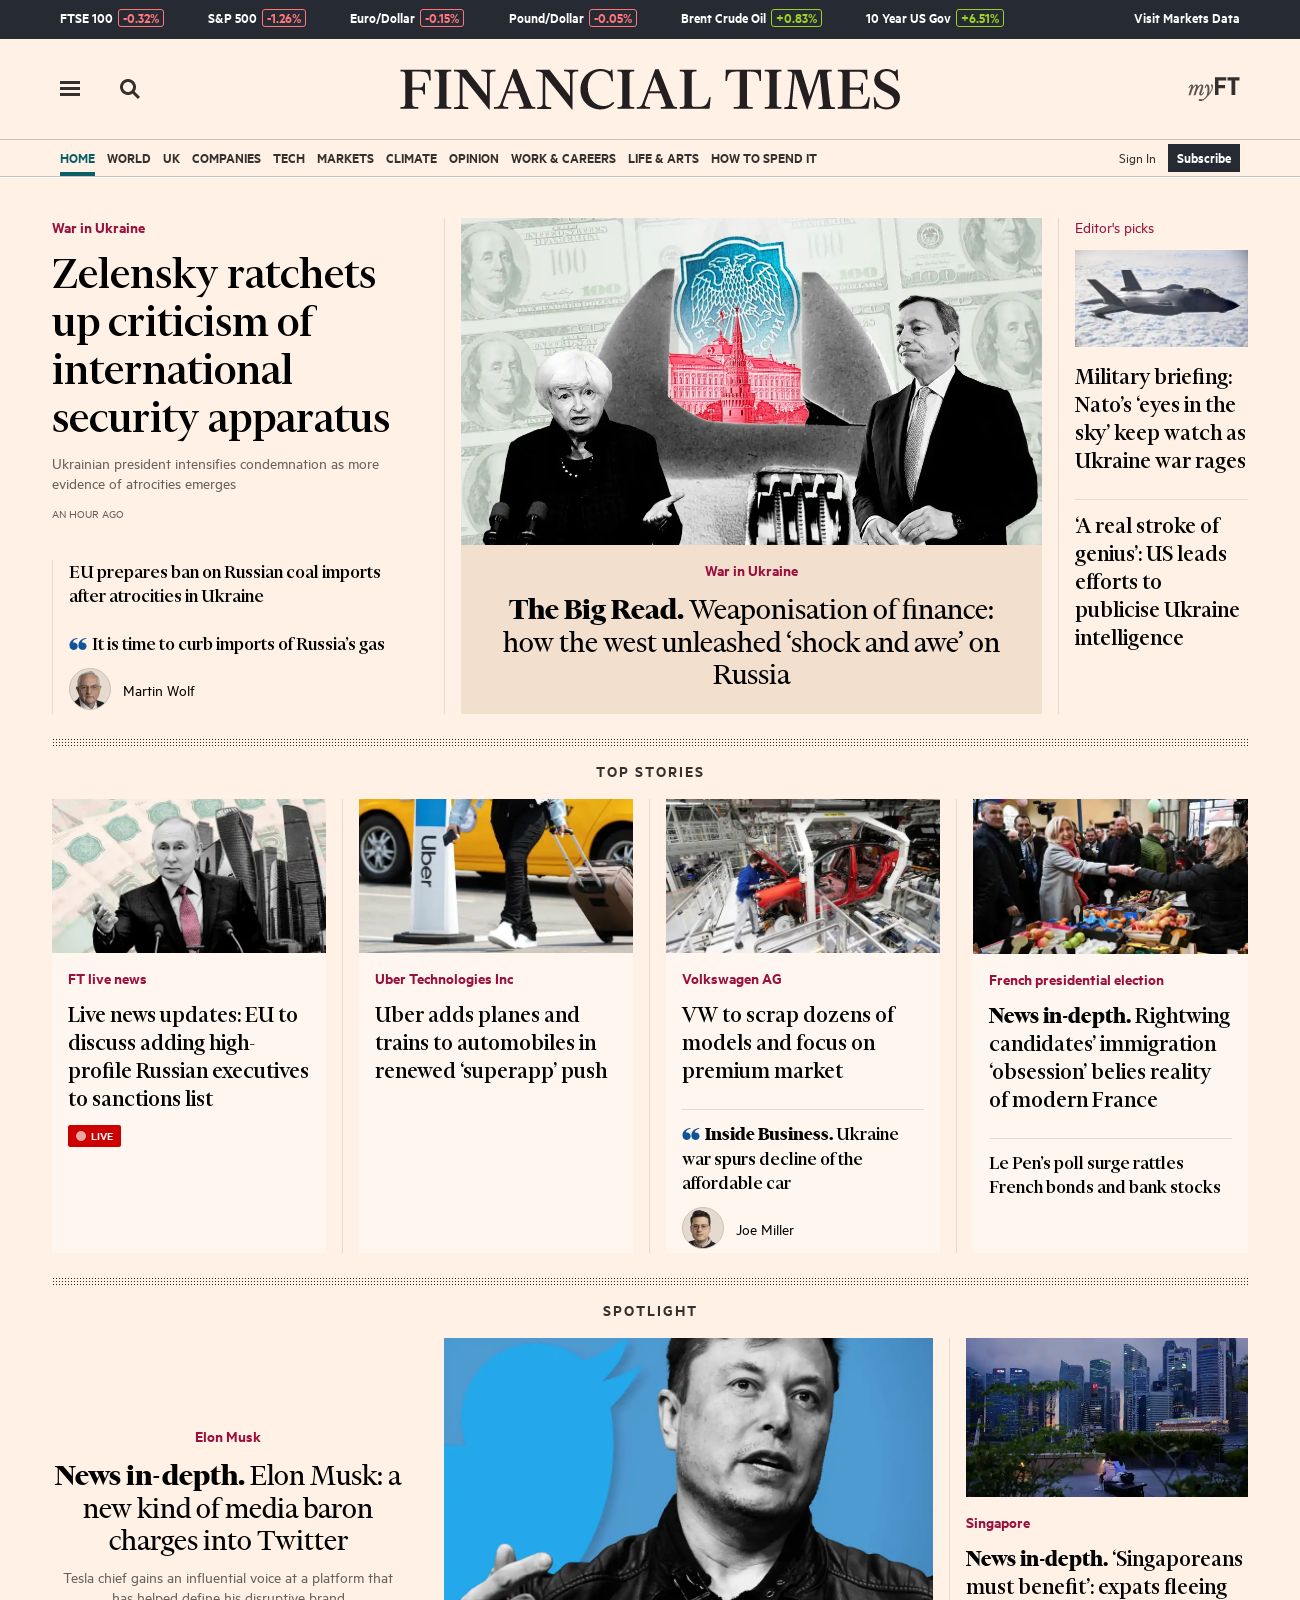 FTSE 100 -0.32% S&P 500 -1.26% Euro/Dollar -0.15% Pound/Dollar -0.05% Brent Crude Oil +0.83% 10 Year US Gov +6.51% Visit Markets Data
FINANCIAL TIMES
myFT
HOME WORLD UK COMPANIES TECH MARKETS CLIMATE OPINION WORK & CAREERS LIFE & ARTS HOW TO SPEND IT Sign In Subscribe
War in Ukraine
Zelensky ratchets
up criticism of
international
security apparatus
Ukrainian president intensifies condemnation as more
evidence of atrocities emerges
AN HOUR AGO
EU prepares ban on Russian coal imports
after atrocities in Ukraine
“ It is time to curb imports of Russia’s gas
Martin Wolf
War in Ukraine
The Big Read. Weaponisation of finance:
how the west unleashed ‘shock and awe’ on
Russia
Editor's picks
Military briefing:
Nato’s ‘eyes in the
sky’ keep watch as
Ukraine war rages
‘A real stroke of
genius’: US leads
efforts to
publicise Ukraine
intelligence
TOP STORIES
FT live news
Live news updates: EU to
discuss adding high-
profile Russian executives
to sanctions list
LIVE
Uber
Uber Technologies Inc
Uber adds planes and
trains to automobiles in
renewed ‘superapp’ push
Volkswagen AG
VW to scrap dozens of
models and focus on
premium market
“ Inside Business. Ukraine
war spurs decline of the
affordable car
Joe Miller
French presidential election
News in-depth. Rightwing
candidates’ immigration
‘obsession’ belies reality
of modern France
Le Pen’s poll surge rattles
French bonds and bank stocks
SPOTLIGHT
Elon Musk
News in-depth. Elon Musk: a
new kind of media baron
charges into Twitter
Tesla chief gains an influential voice at a platform that
has helped define his disruptive brand
Singapore
News in-depth. ‘Singaporeans
must benefit’: expats fleeing